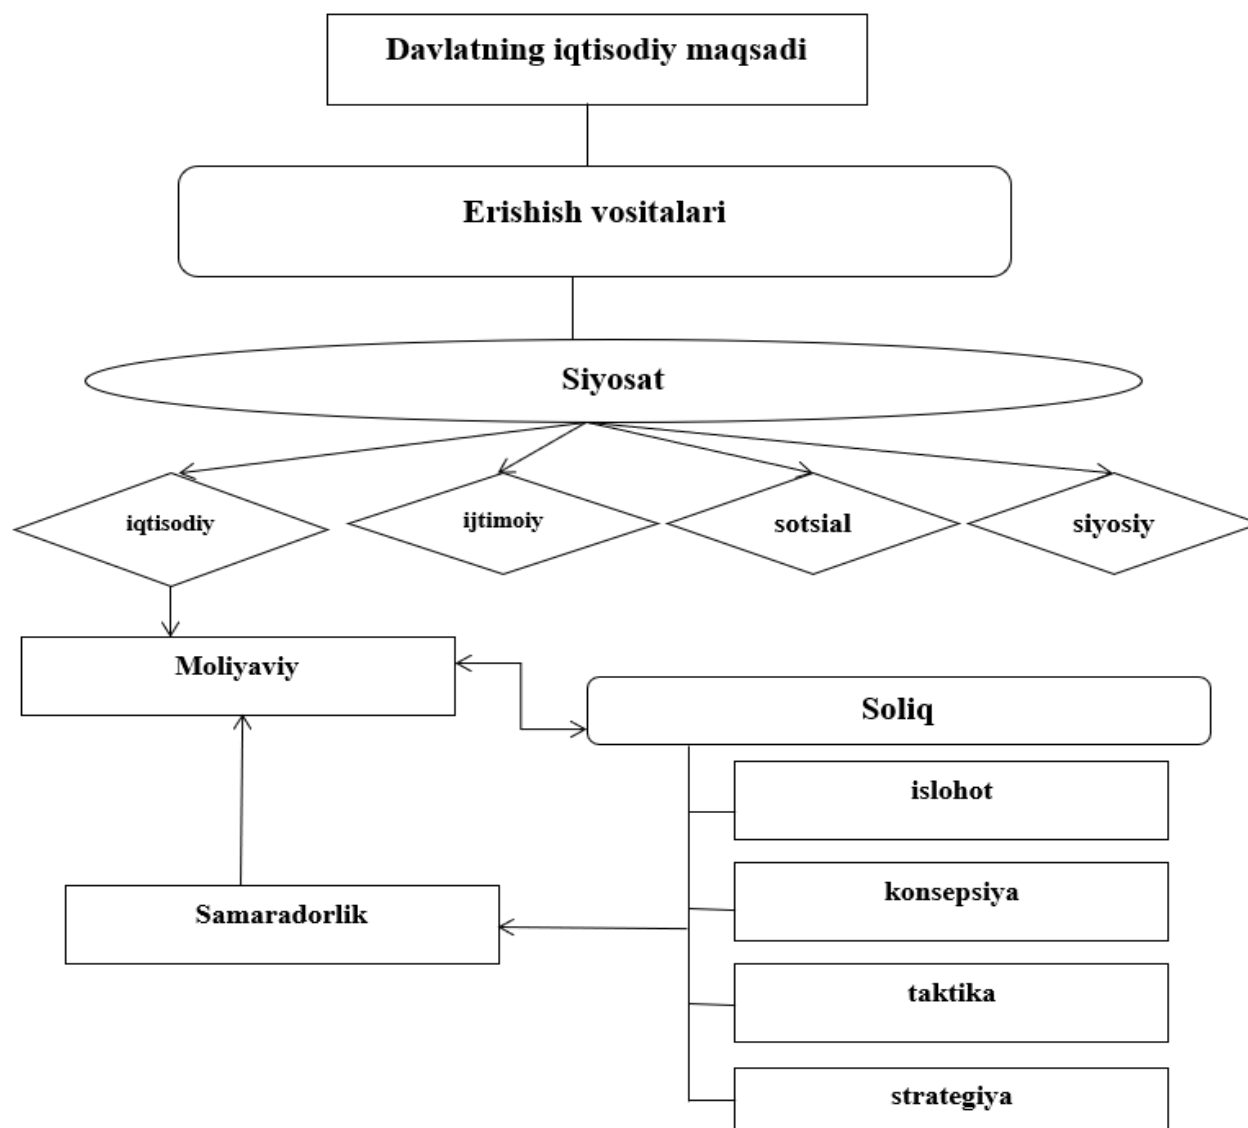 Davlatning iqtisodiy maqsadi
Erishish vositalari
Siyosat
iqtisodiy
ijtimoiy
sotsial
siyosiy
Moliyaviy
Soliq
islohot
konsepsiya
Samaradorlik
taktika
strategiya